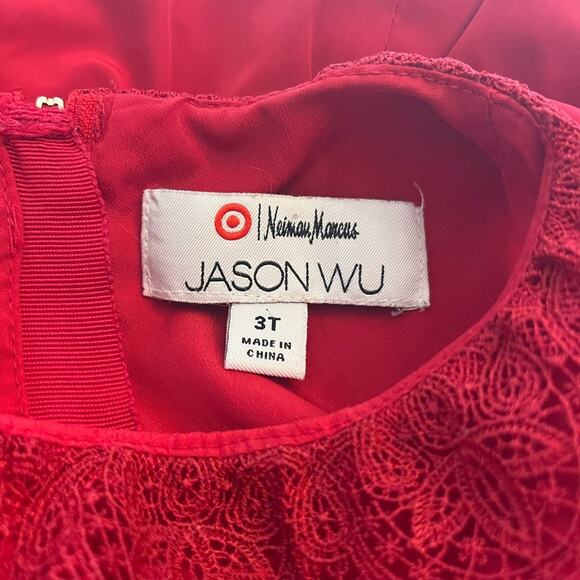 | Neiman Marcus
JASON WU
3T
MADE IN
CHINA